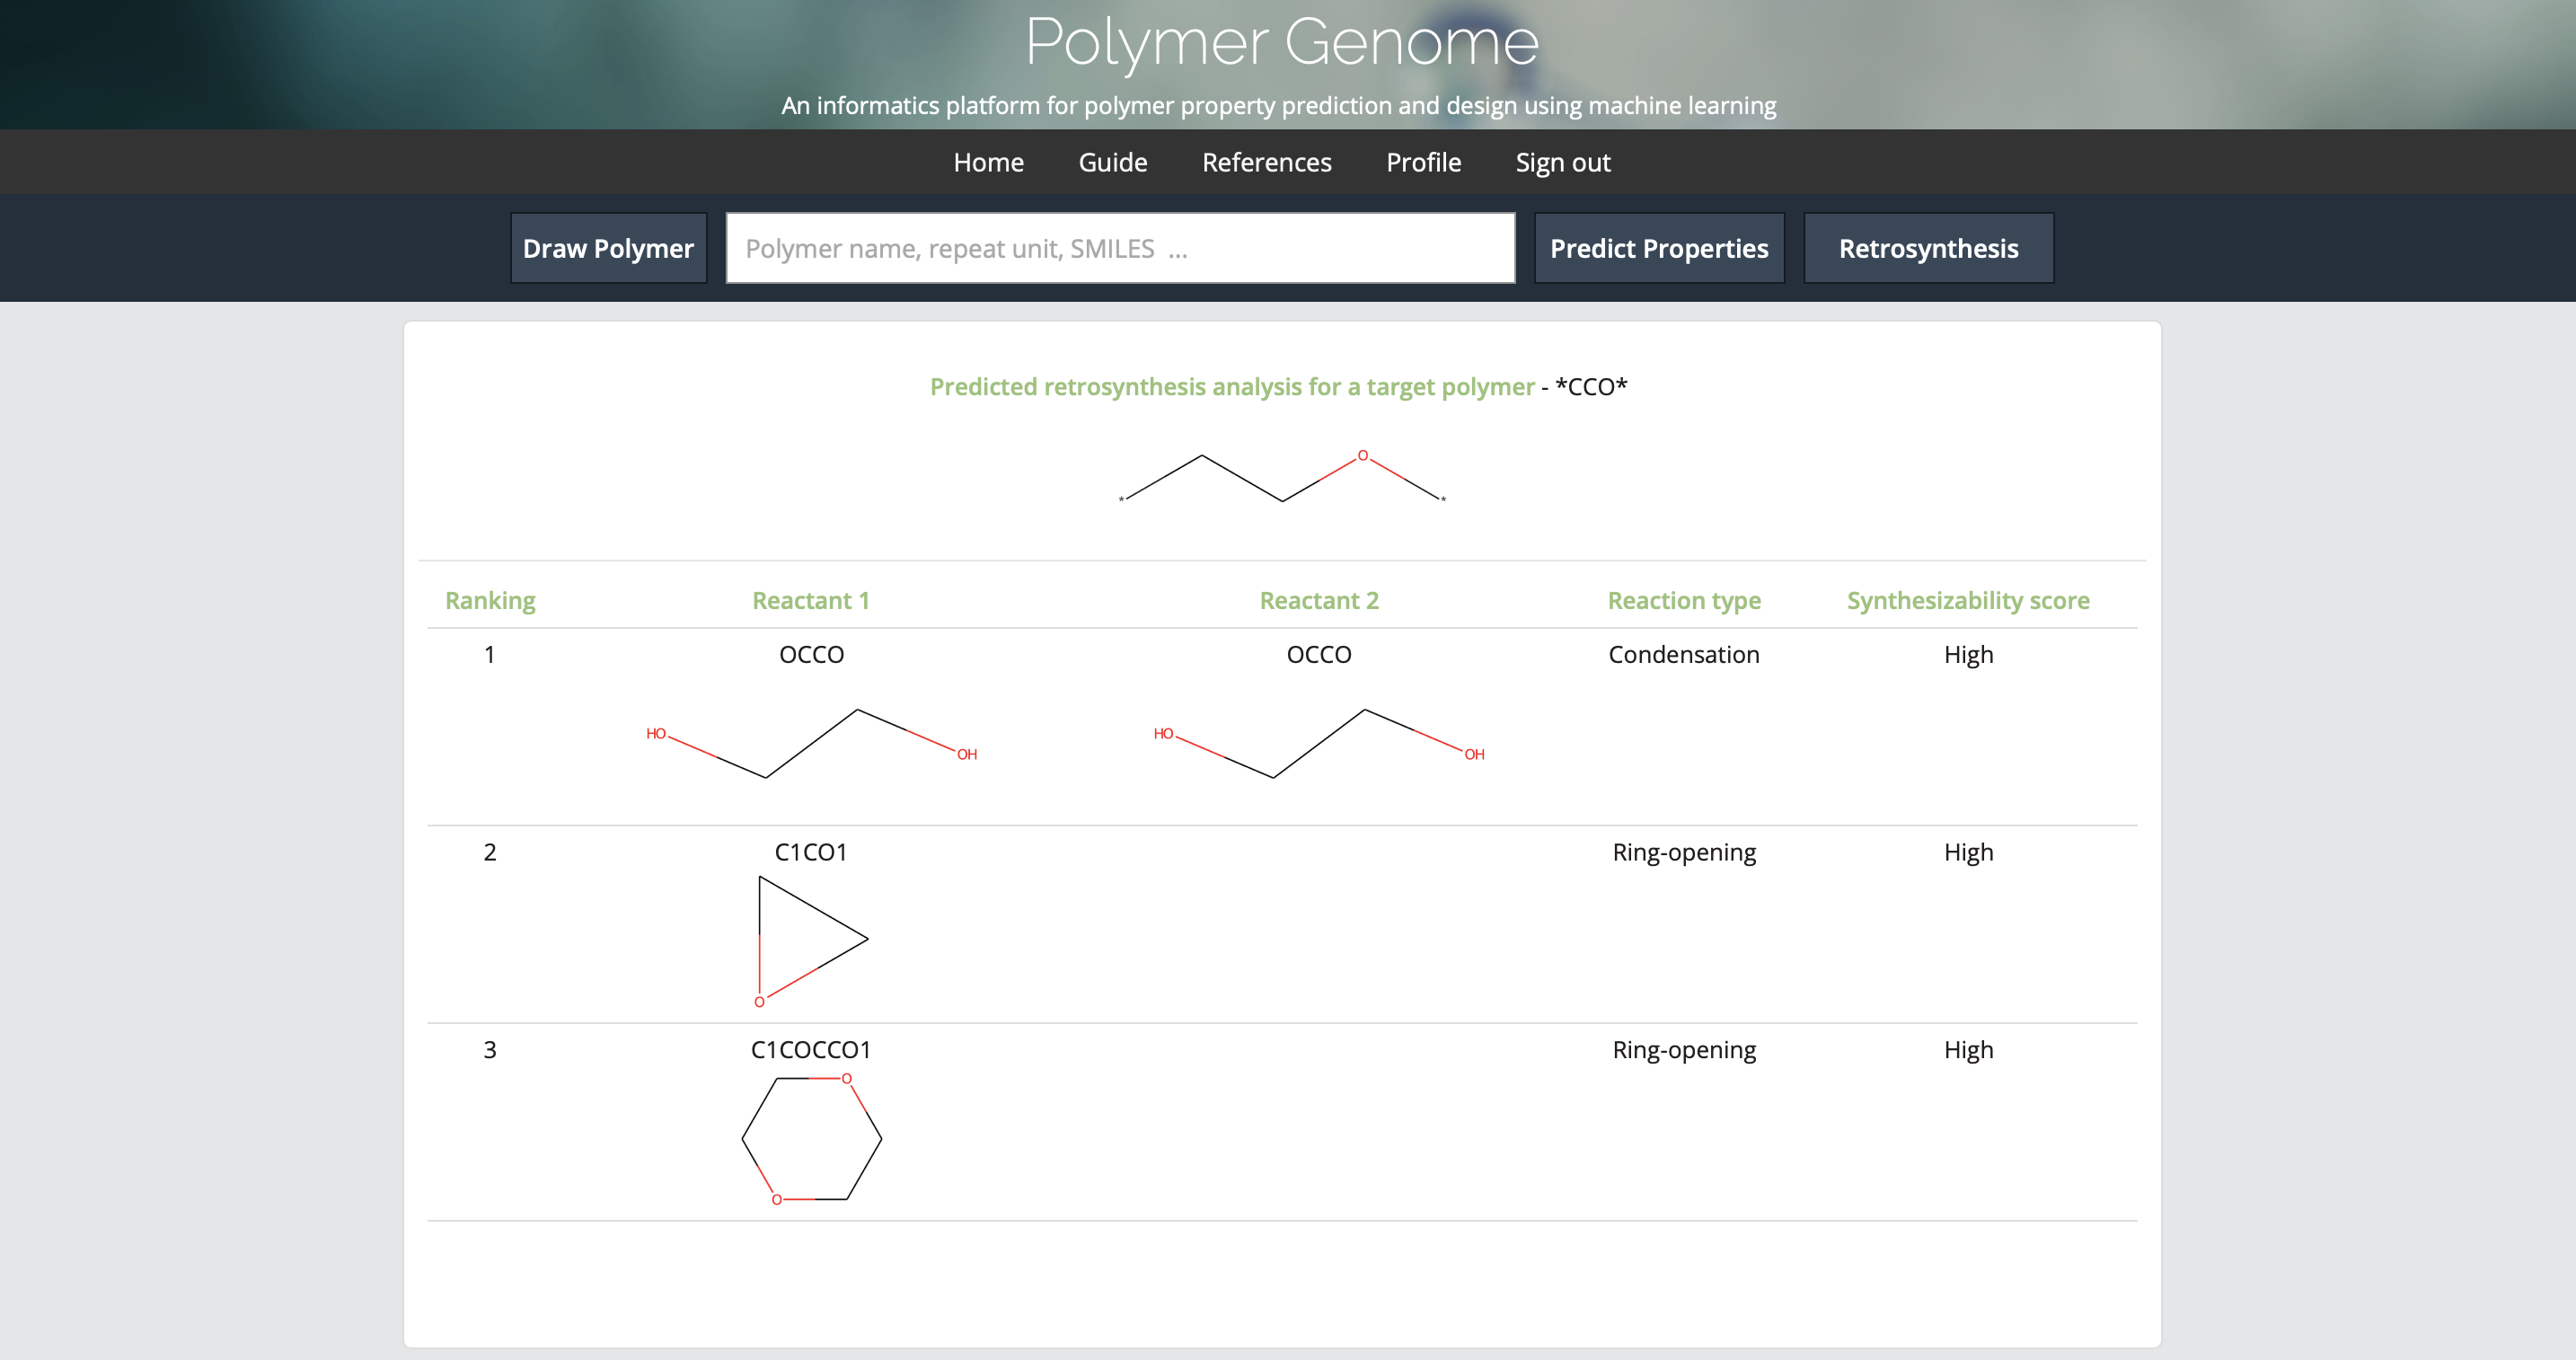 Polymer Genome
An informatics platform for polymer property prediction and design using machine learning
Home Guide References Profile Sign out
Draw Polymer Polymer name, repeat unit, SMILES ... Predict Properties Retrosynthesis
Predicted retrosynthesis analysis for a target polymer - *CCO*
O
* *
Ranking Reactant 1 Reactant 2 Reaction type Synthesizability score
1 OCCO OCCO Condensation High
HO OH HO OH
2 C1CO1 Ring-opening High
O
3 C1COCCO1 Ring-opening High
O
O